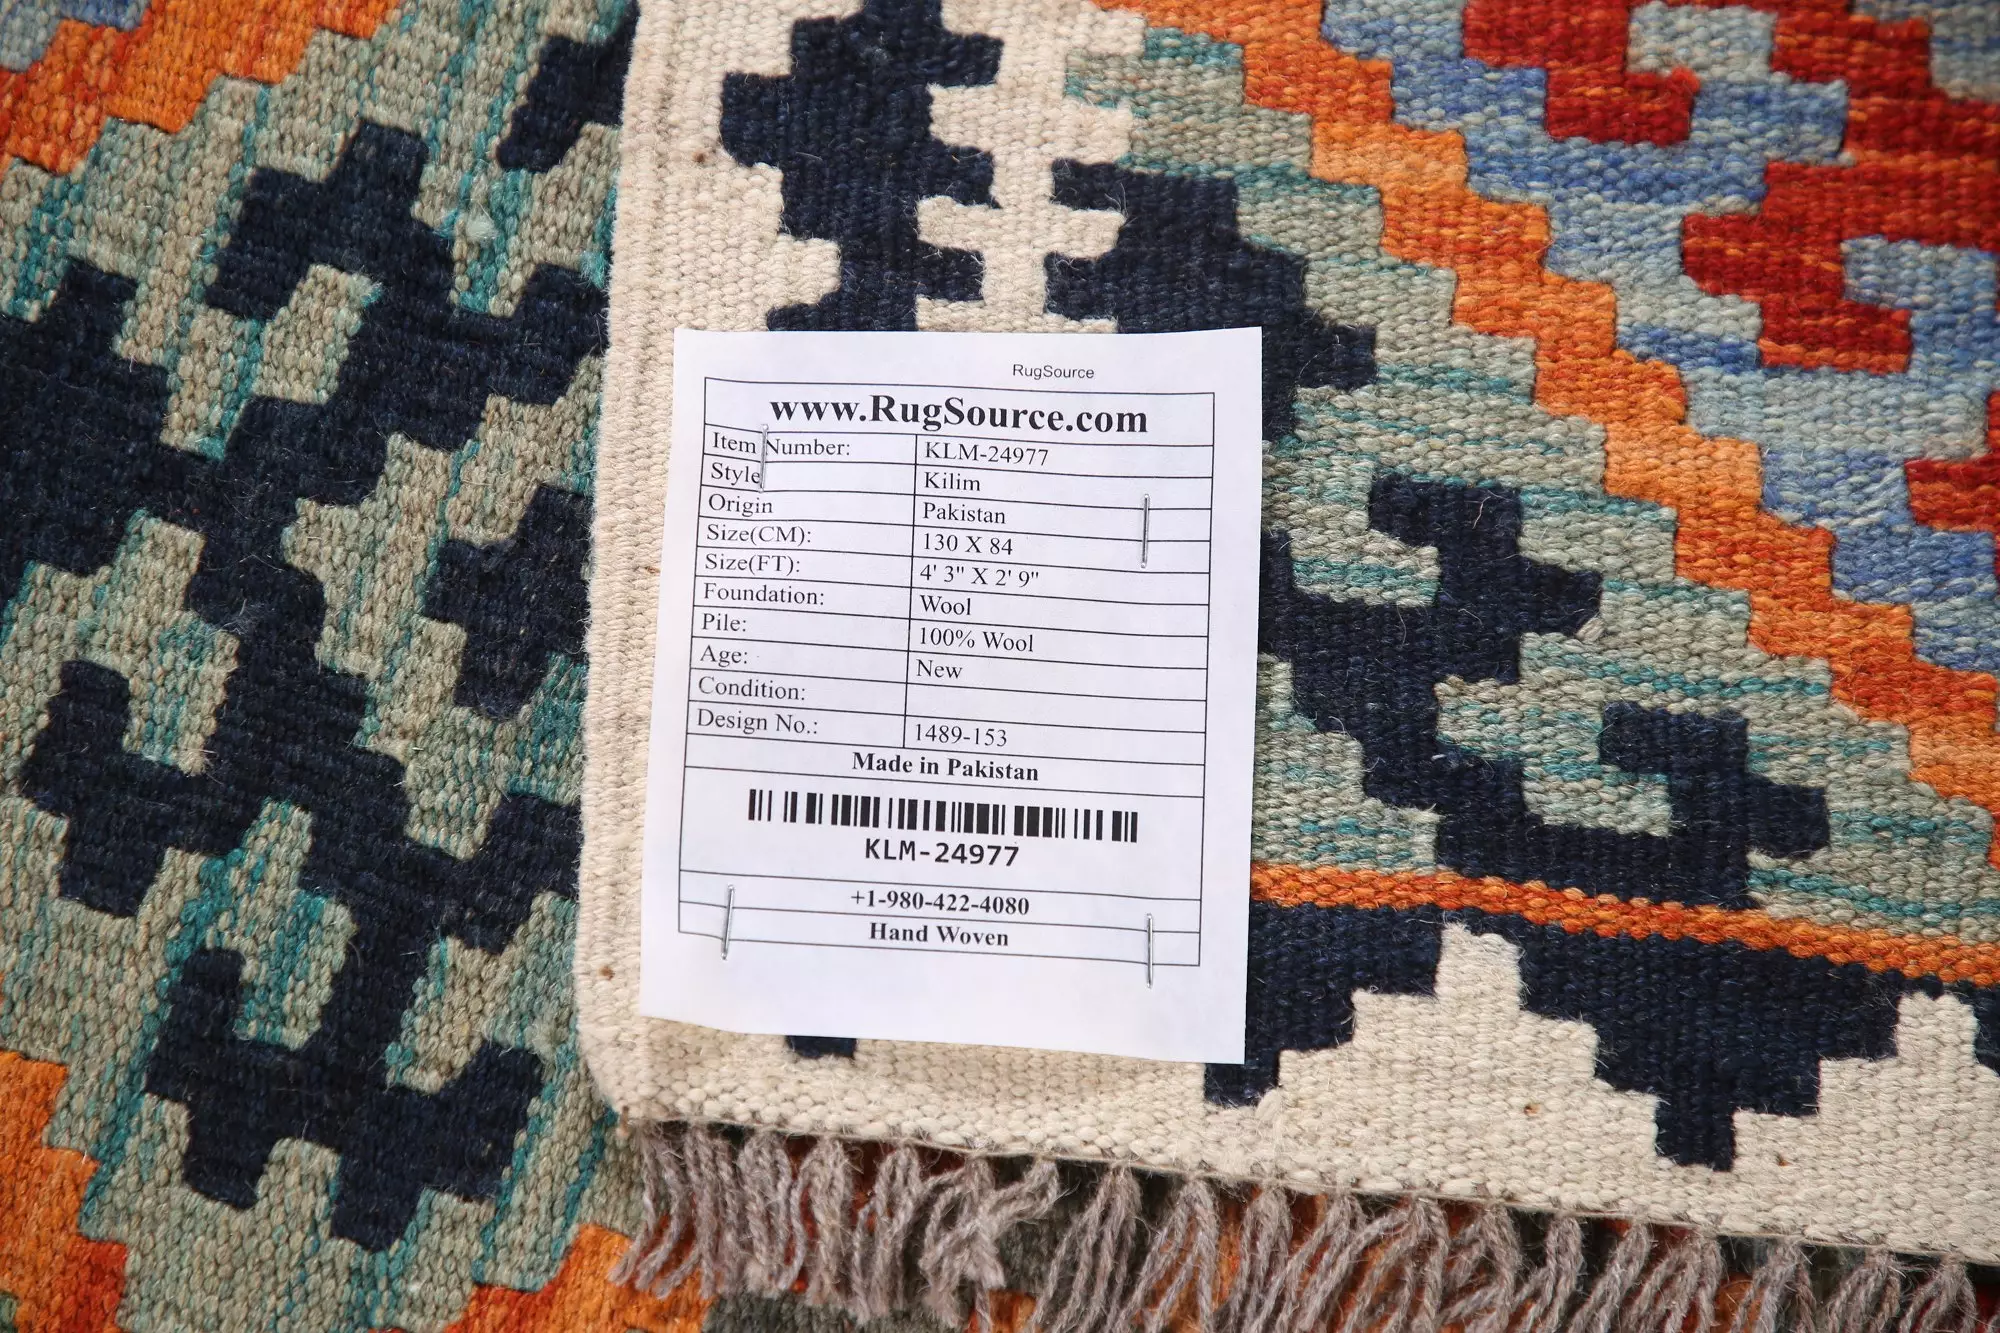 RugSource
www.RugSource.com
Item Number: KLM-24977
Style Kilim
Origin Pakistan
Size(CM): 130 X 84
Size(FT): 4' 3" X 2' 9"
Foundation: Wool
Pile: 100% Wool
Age: New
Condition:
Design No.: 1489-153
Made in Pakistan
KLM-24977
+1-980-422-4080
Hand Woven